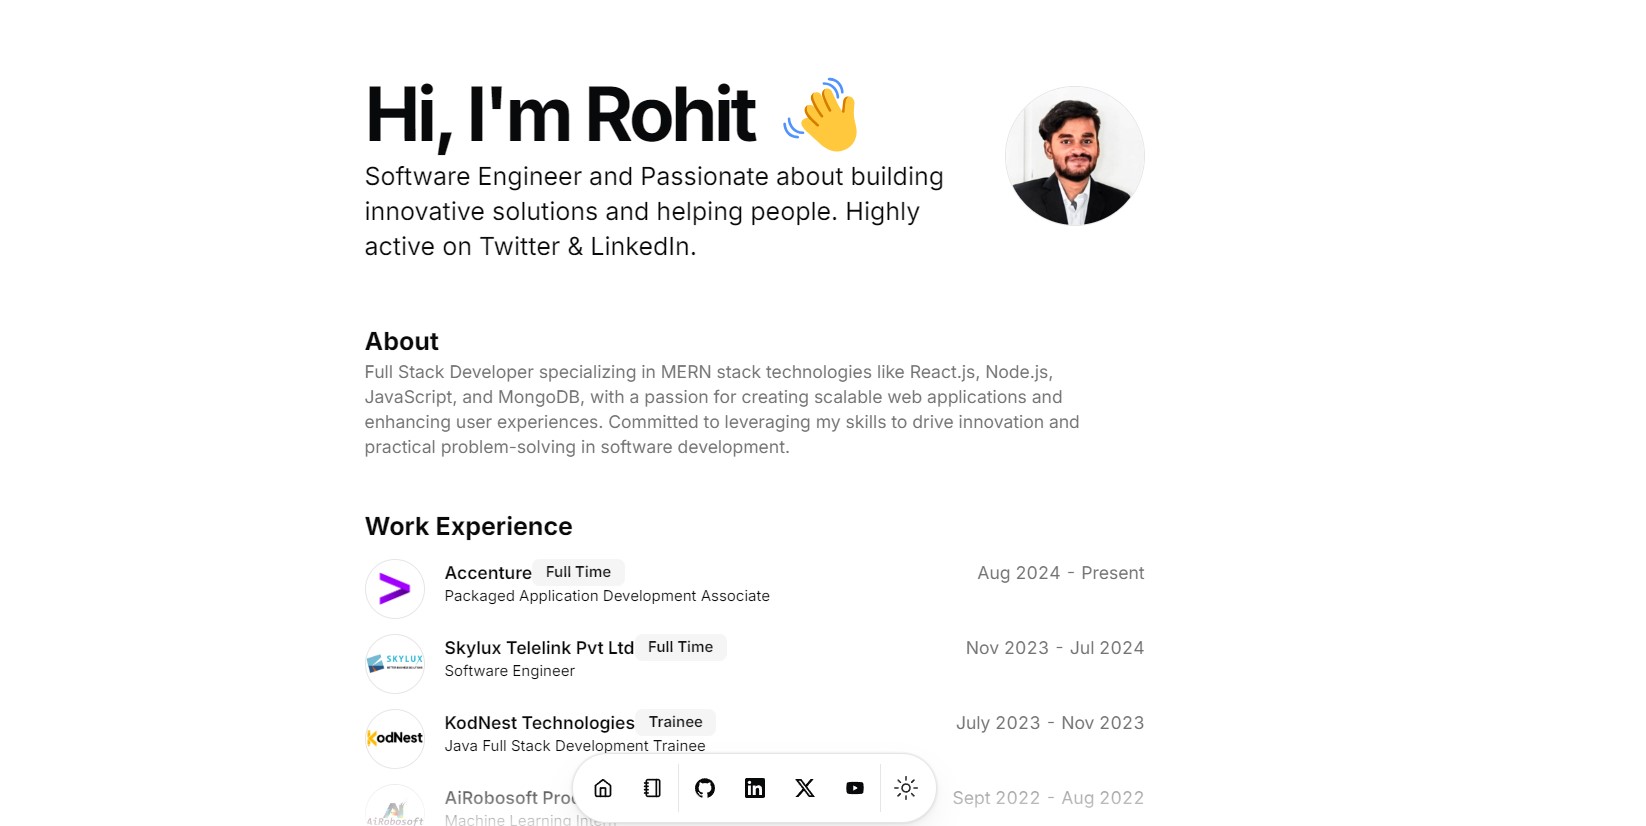 Hi, I'm Rohit 👋
Software Engineer and Passionate about building
innovative solutions and helping people. Highly
active on Twitter & LinkedIn.
About
Full Stack Developer specializing in MERN stack technologies like React.js, Node.js,
JavaScript, and MongoDB, with a passion for creating scalable web applications and
enhancing user experiences. Committed to leveraging my skills to drive innovation and
practical problem-solving in software development.
Work Experience
Accenture Full Time Aug 2024 - Present
Packaged Application Development Associate
SKYLUX
Skylux Telelink Pvt Ltd Full Time Nov 2023 - Jul 2024
Software Engineer
KodNest
KodNest Technologies Trainee July 2023 - Nov 2023
Java Full Stack Development Trainee
AiRobosoft
AiRobosoft Sept 2022 - Aug 2022
Machine Learning